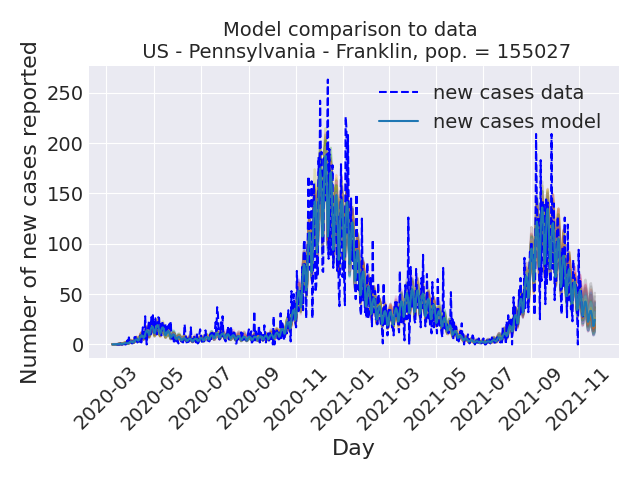 Model comparison to data
US - Pennsylvania - Franklin, pop. = 155027
Number of new cases reported
250
200
150
100
50
0
new cases data
new cases model
2020-03
2020-05
2020-07
2020-09
2020-11
2021-01
2021-03
2021-05
2021-07
2021-09
2021-11
Day